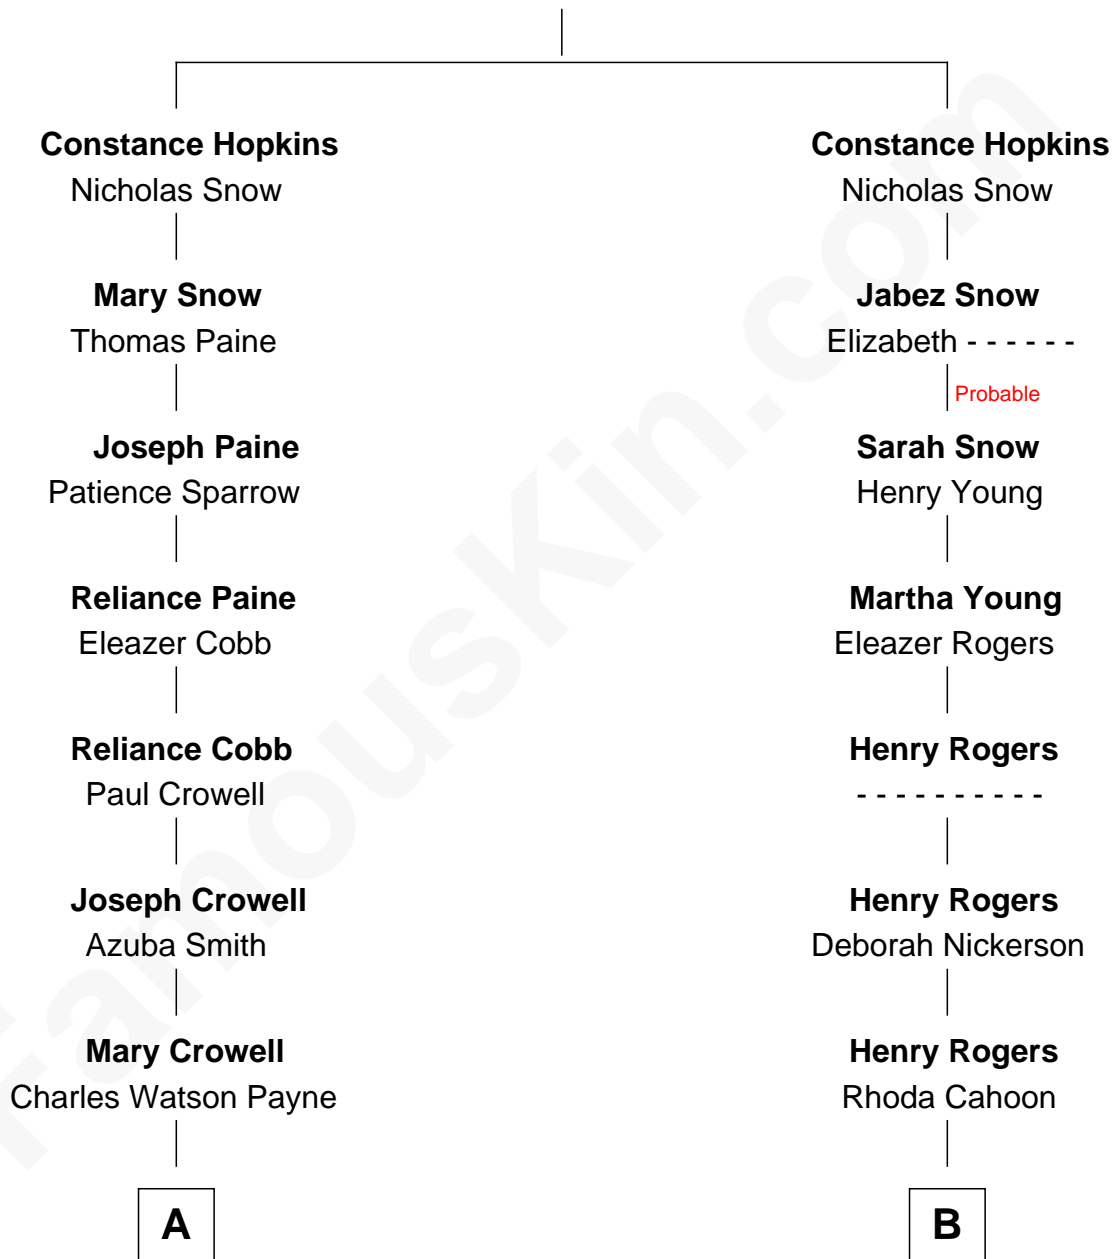 Constance Hopkins
Nicholas Snow
Mary Snow
Thomas Paine
Joseph Paine
Patience Sparrow
Reliance Paine
Eleazer Cobb
Reliance Cobb
Paul Crowell
Joseph Crowell
Azuba Smith
Mary Crowell
Charles Watson Payne
A
Constance Hopkins
Nicholas Snow
Jabez Snow
Elizabeth - - - - - -
Probable
Sarah Snow
Henry Young
Martha Young
Eleazer Rogers
Henry Rogers
- - - - - - - - - -
Henry Rogers
Deborah Nickerson
Henry Rogers
Rhoda Cahoon
B
FamousKin.com